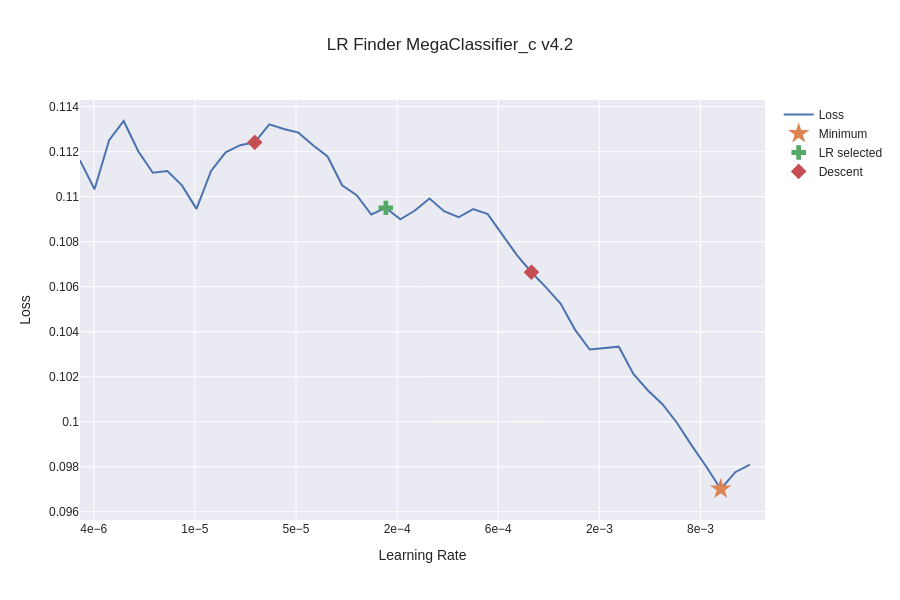 LR Finder MegaClassifier_c v4.2
Loss
Minimum
LR selected
Descent
0.114
0.112
0.11
0.108
0.106
0.104
0.102
0.1
0.098
0.096
Loss
4e−6 1e−5 5e−5 2e−4 6e−4 2e−3 8e−3
Learning Rate